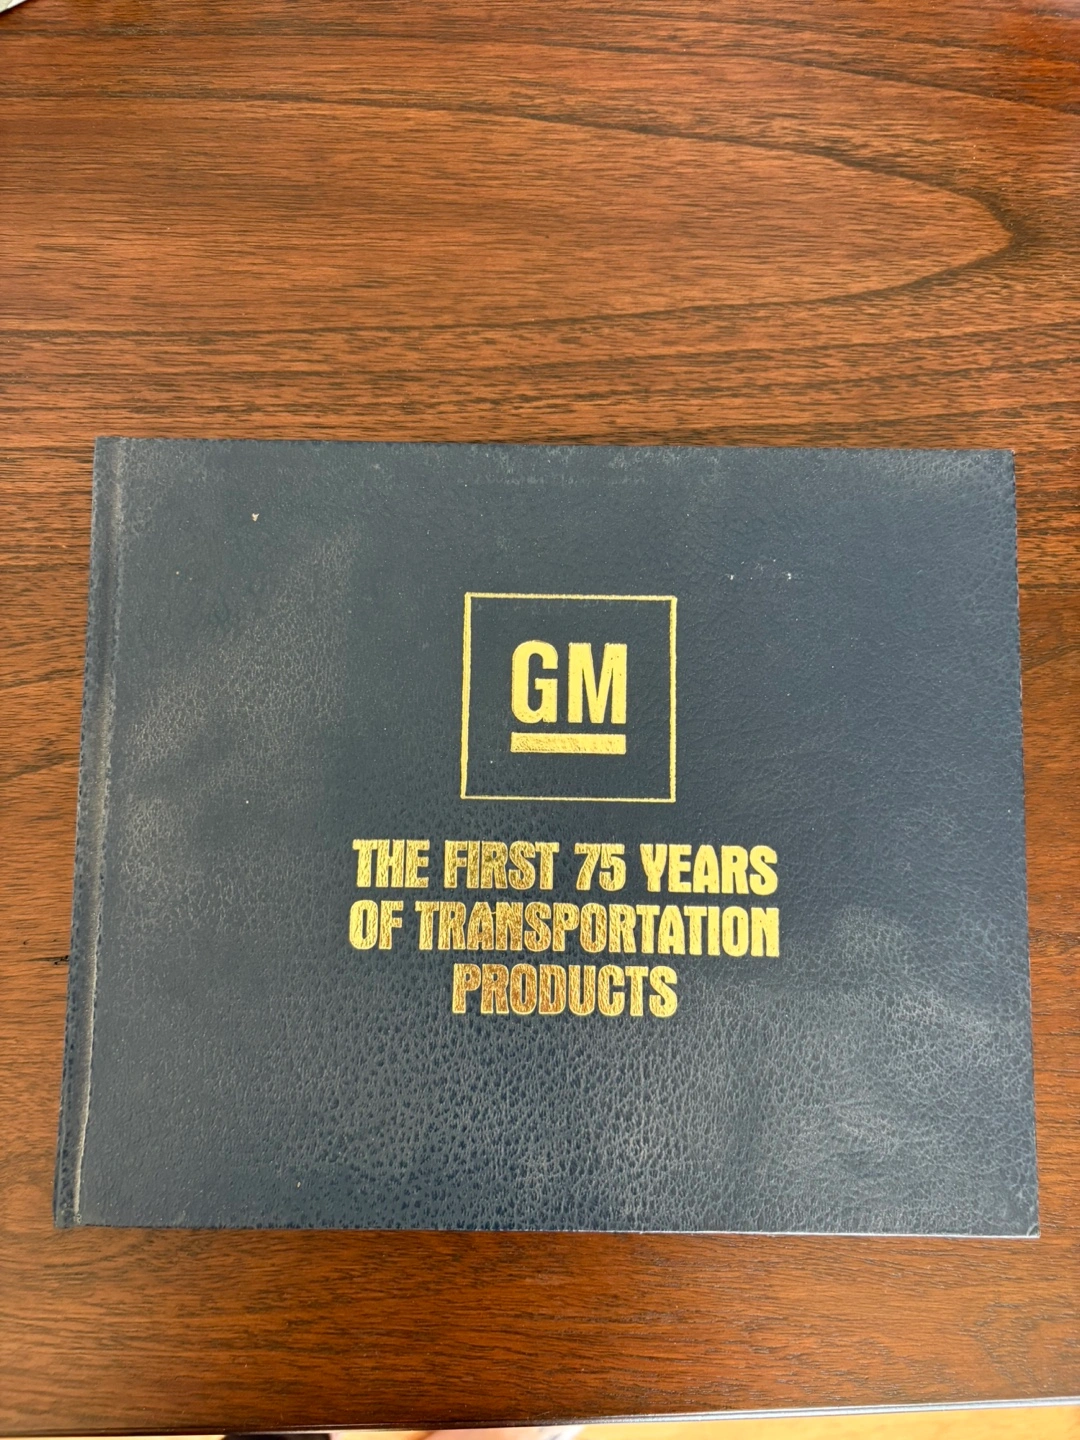 GM
THE FIRST 75 YEARS
OF TRANSPORTATION
PRODUCTS